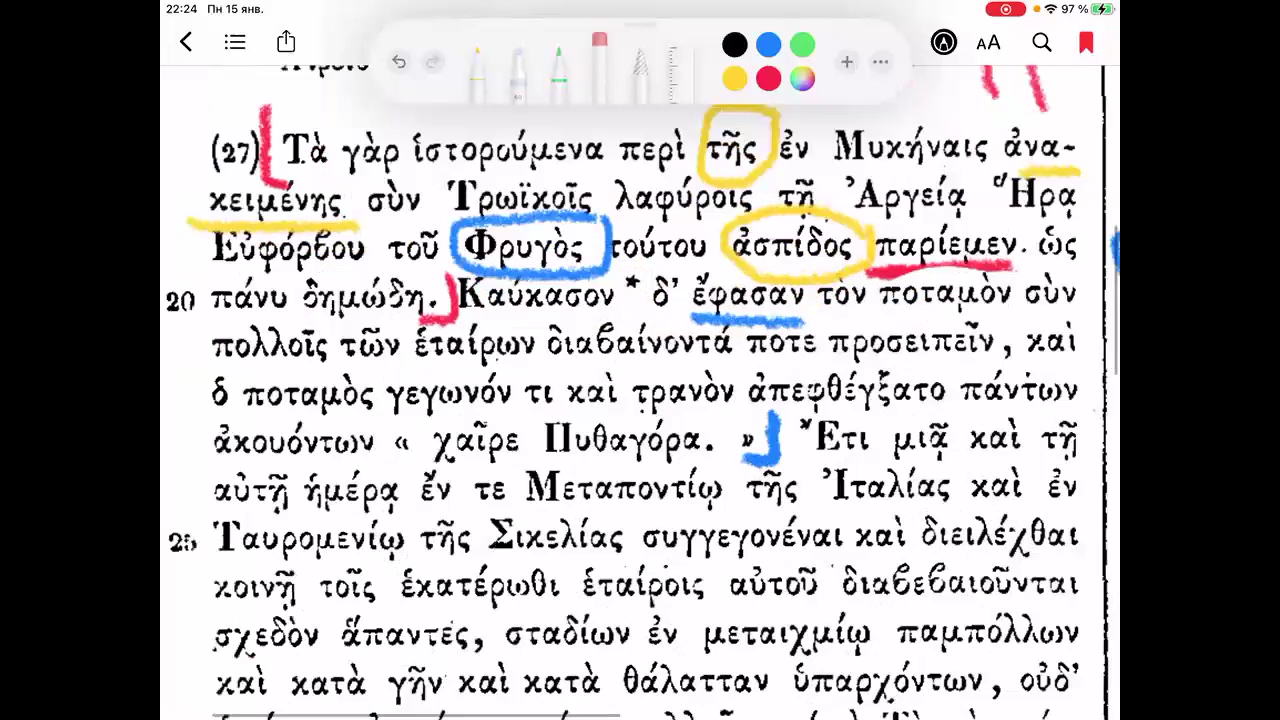 22:24 Пн 15 янв. 97 %
AA
(27) Τὰ γὰρ ἱστορούμενα περὶ τῆς ἐν Μυκήναις ἀνα-
κειμένης σὺν Τρωϊκοῖς λαφύροις τῇ Ἀργείᾳ Ἥρᾳ
Εὐφόρϐου τοῦ Φρυγὸς τούτου ἀσπίδος παρίεμεν. ὡς
20 πάνυ δημώδη. Καύκασον * δ’ ἔφασαν τὸν ποταμὸν σὺν
πολλοῖς τῶν ἑταίρων διαϐαίνοντά ποτε προσειπεῖν, καὶ
ὁ ποταμὸς γεγωνόν τι καὶ τρανὸν ἀπεφθέγξατο πάντων
ἀκουόντων « χαῖρε Πυθαγόρα. » Ἔτι μιᾷ καὶ τῇ
αὐτῇ ἡμέρᾳ ἔν τε Μεταποντίῳ τῆς Ἰταλίας καὶ ἐν
25 Ταυρομενίῳ τῆς Σικελίας συγγεγονέναι καὶ διειλέχθαι
κοινῇ τοῖς ἑκατέρωθι ἑταίροις αὐτοῦ διαϐεϐαιοῦνται
σχεδὸν ἅπαντες, σταδίων ἐν μεταιχμίῳ παμπόλλων
καὶ κατὰ γῆν καὶ κατὰ θάλατταν ὑπαρχόντων, οὐδ’